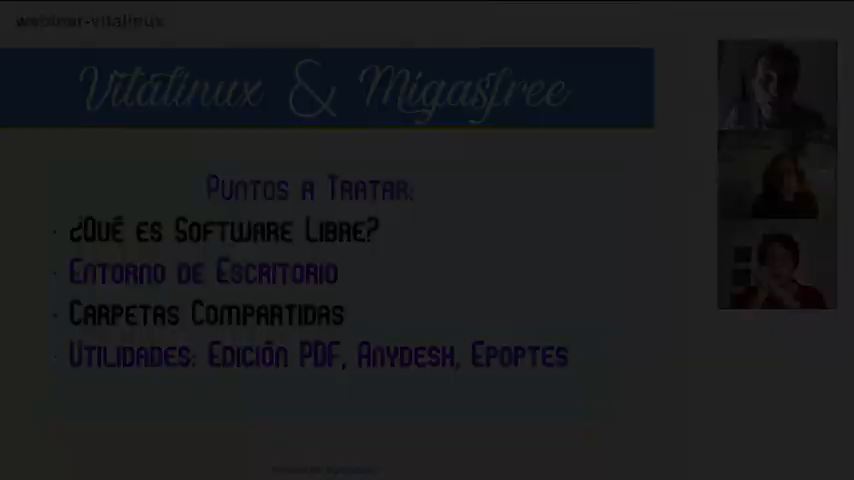 webinar-vitalinux
Vitalinux & Migasfree
Puntos a Tratar:
· ¿Qué es Software Libre?
· Entorno de Escritorio
· Carpetas Compartidas
· Utilidades: Edición PDF, Anydesk, Epoptes